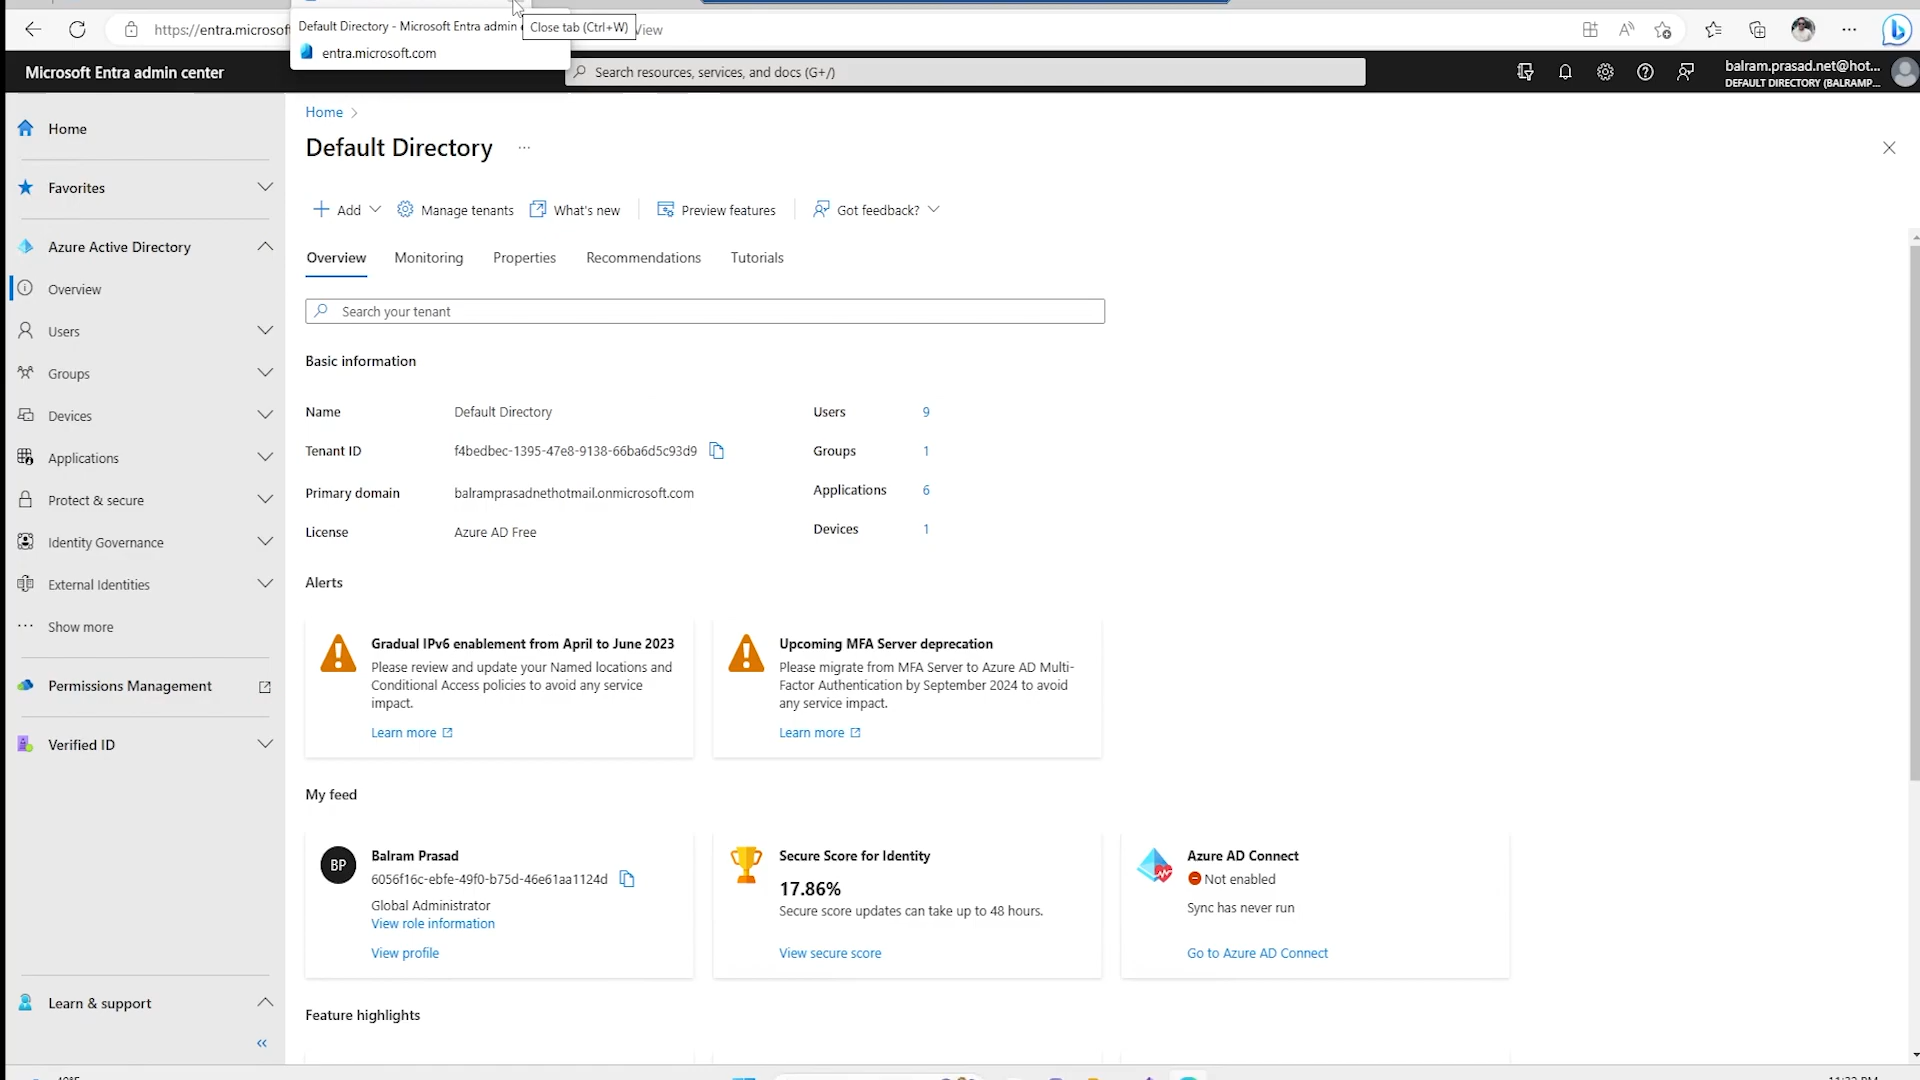 Default Directory - Microsoft Entra admin
Close tab (Ctrl+W)
https://entra.microsof
iew
entra.microsoft.com
Microsoft Entra admin center
Search resources, services, and docs (G+/)
balram.prasad.net@hot...
DEFAULT DIRECTORY (BALRAMP...
Home
Favorites
Azure Active Directory
Overview
Users
Groups
Devices
Applications
Protect & secure
Identity Governance
External Identities
Show more
Permissions Management
Verified ID
Learn & support
Home
Default Directory
Add
Manage tenants
What's new
Preview features
Got feedback?
Overview
Monitoring
Properties
Recommendations
Tutorials
Search your tenant
Basic information
Name Default Directory
Tenant ID f4bedbec-1395-47e8-9138-66ba6d5c93d9
Primary domain balramprasadnethotmail.onmicrosoft.com
License Azure AD Free
Users 9
Groups 1
Applications 6
Devices 1
Alerts
Gradual IPv6 enablement from April to June 2023
Please review and update your Named locations and
Conditional Access policies to avoid any service
impact.
Learn more
Upcoming MFA Server deprecation
Please migrate from MFA Server to Azure AD Multi-
Factor Authentication by September 2024 to avoid
any service impact.
Learn more
My feed
BP
Balram Prasad
6056f16c-ebfe-49f0-b75d-46e61aa1124d
Global Administrator
View role information
View profile
Secure Score for Identity
17.86%
Secure score updates can take up to 48 hours.
View secure score
Azure AD Connect
Not enabled
Sync has never run
Go to Azure AD Connect
Feature highlights